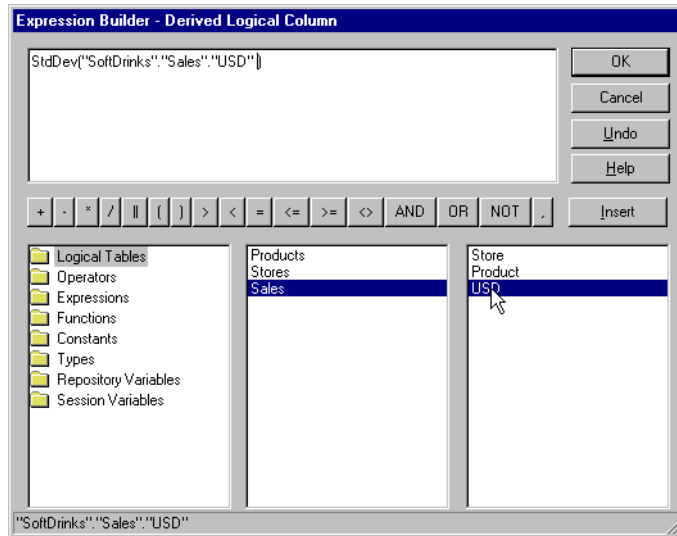 Expression Builder - Derived Logical Column
StdDev("SoftDrinks"."Sales"."USD" )
OK
Cancel
Undo
Help
+ - * / || ( ) > < = <= >= <> AND OR NOT , Insert
Logical Tables
Operators
Expressions
Functions
Constants
Types
Repository Variables
Session Variables
Products
Stores
Sales
Store
Product
USD
"SoftDrinks"."Sales"."USD"